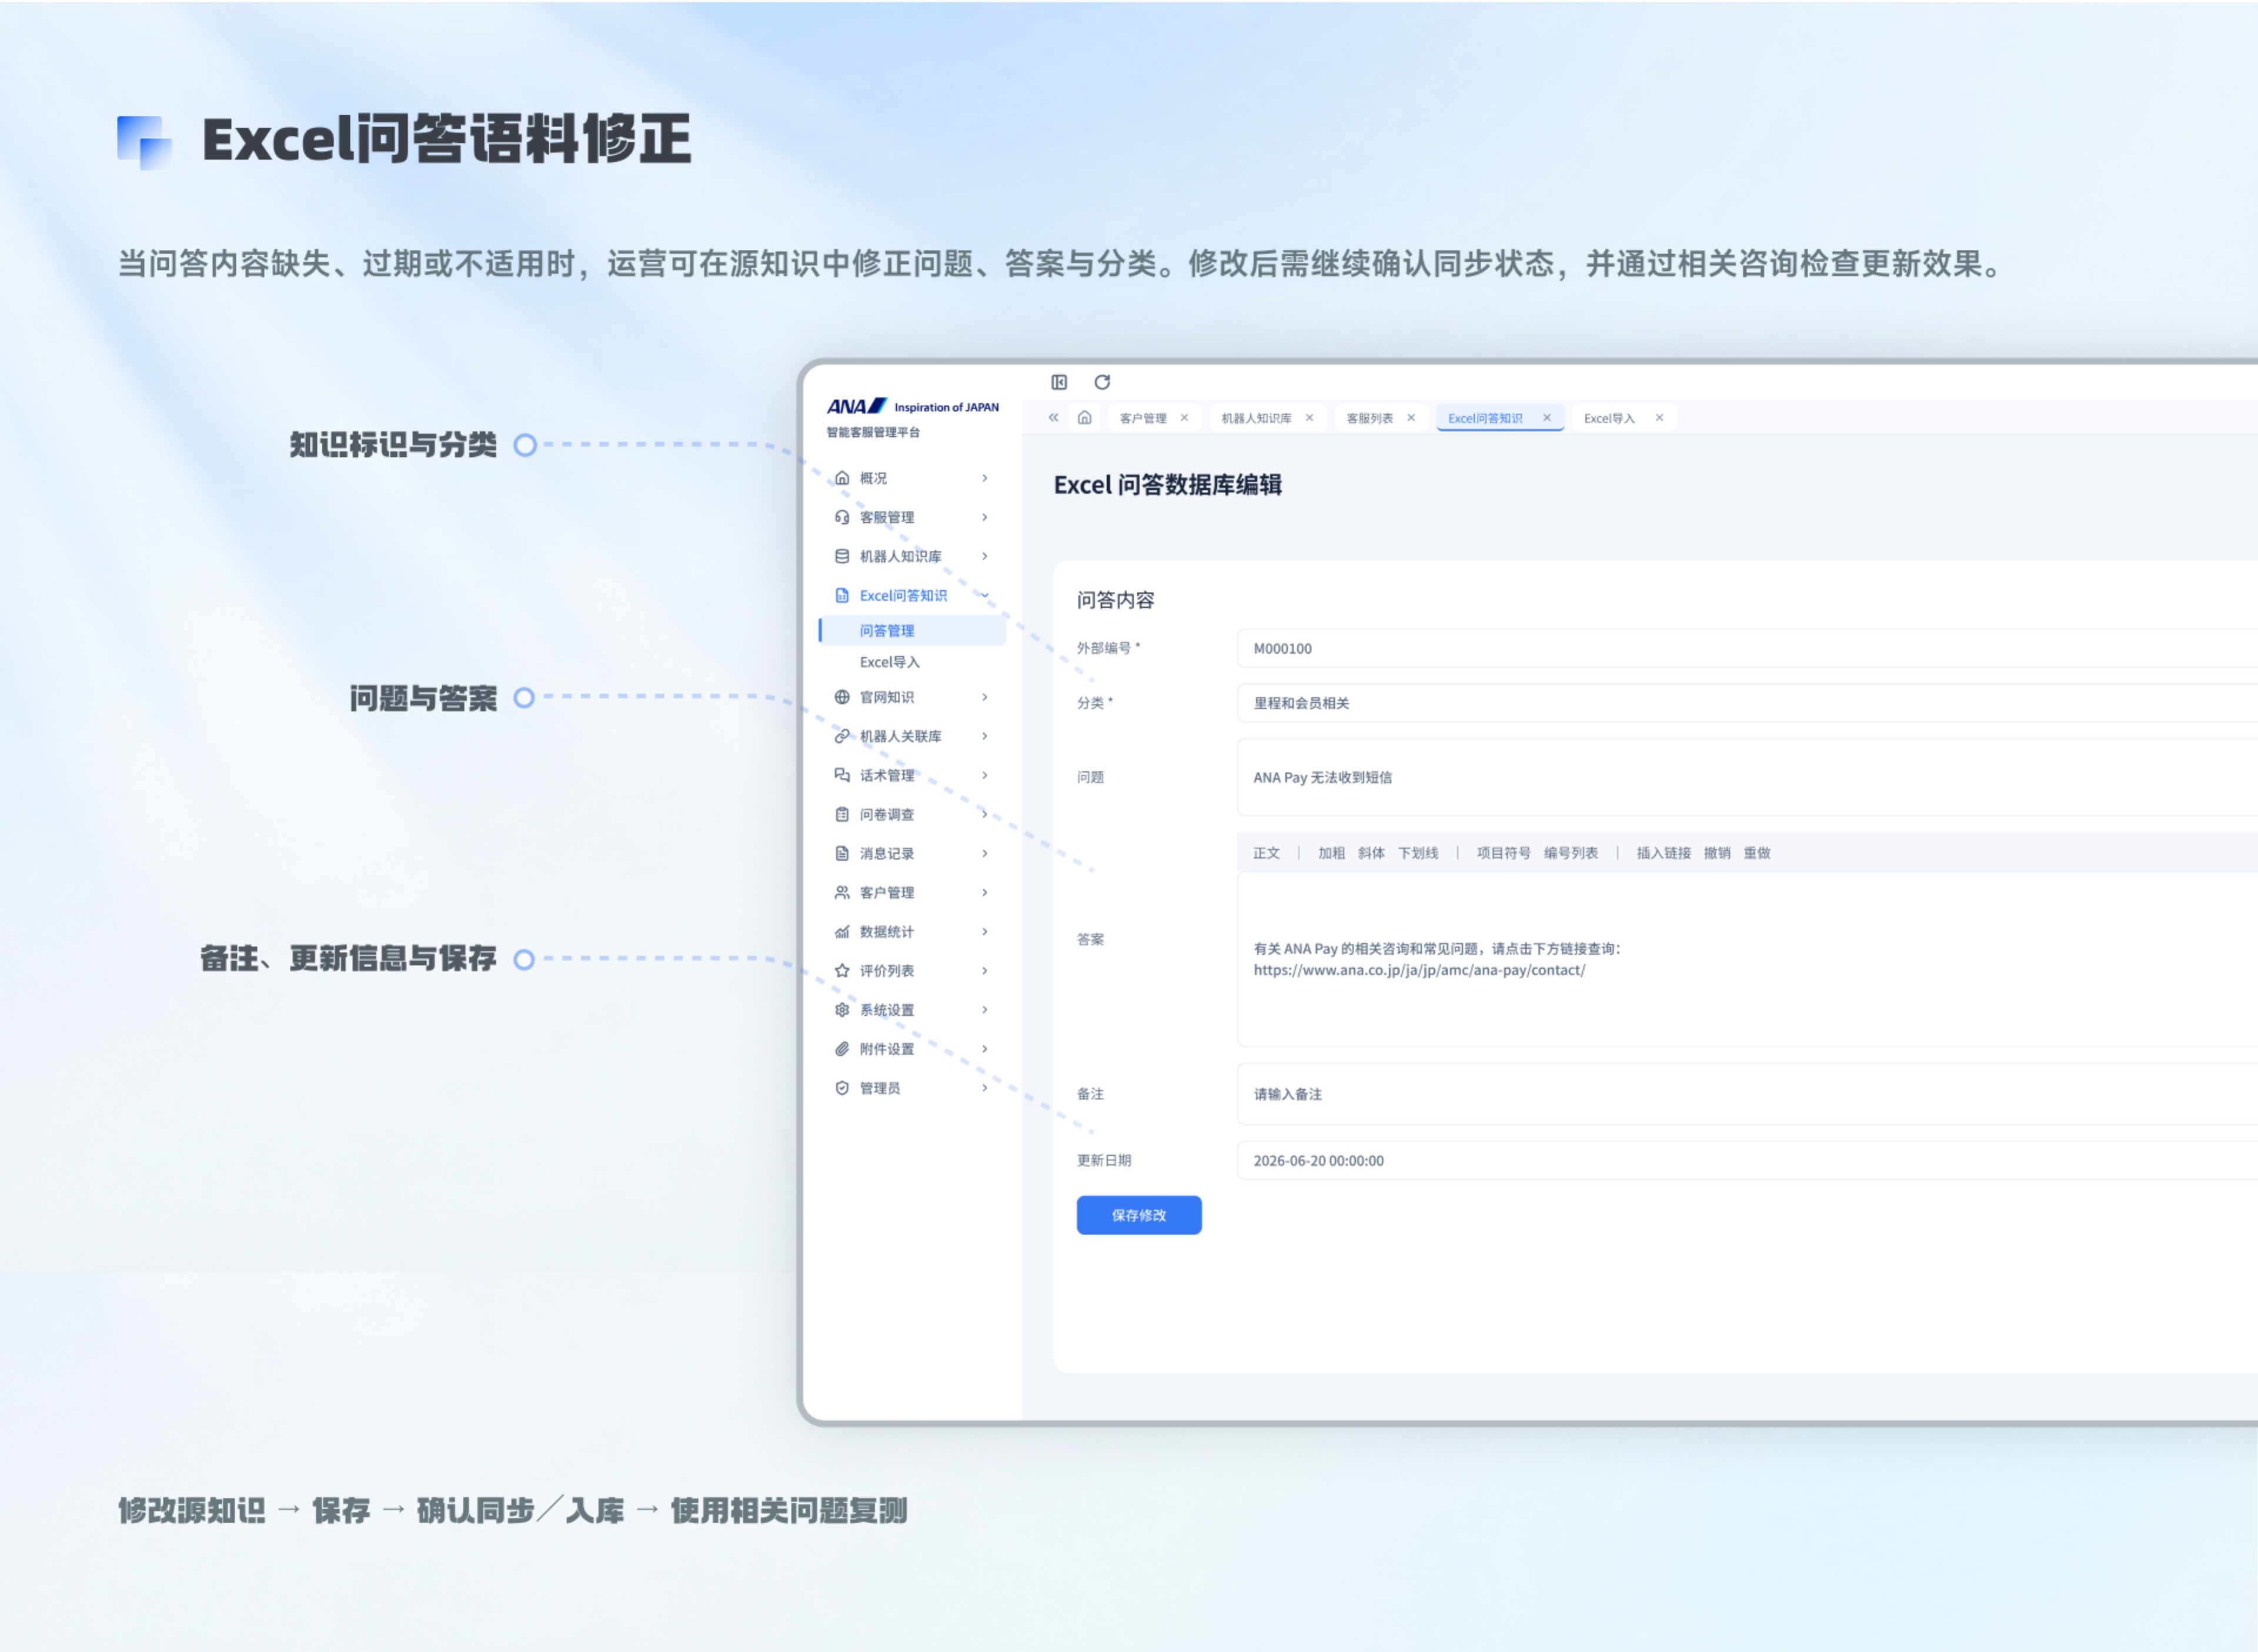 Excel问答语料修正
当问答内容缺失、过期或不适用时，运营可在源知识中修正问题、答案与分类。修改后需继续确认同步状态，并通过相关咨询检查更新效果。
知识标识与分类
问题与答案
备注、更新信息与保存
ANA Inspiration of JAPAN
智能客服管理平台
概况
客服管理
机器人知识库
Excel问答知识
问答管理
Excel导入
官网知识
机器人关联库
话术管理
问卷调查
消息记录
客户管理
数据统计
评价列表
系统设置
附件设置
管理员
客户管理 × 机器人知识库 × 客服列表 × Excel问答知识 × Excel导入 ×
Excel 问答数据库编辑
问答内容
外部编号 * M000100
分类 * 里程和会员相关
问题 ANA Pay 无法收到短信
正文 | 加粗 斜体 下划线 | 项目符号 编号列表 | 插入链接 撤销 重做
答案
有关 ANA Pay 的相关咨询和常见问题，请点击下方链接查询：
https://www.ana.co.jp/ja/jp/amc/ana-pay/contact/
备注 请输入备注
更新日期 2026-06-20 00:00:00
保存修改
修改源知识 → 保存 → 确认同步／入库 → 使用相关问题复测